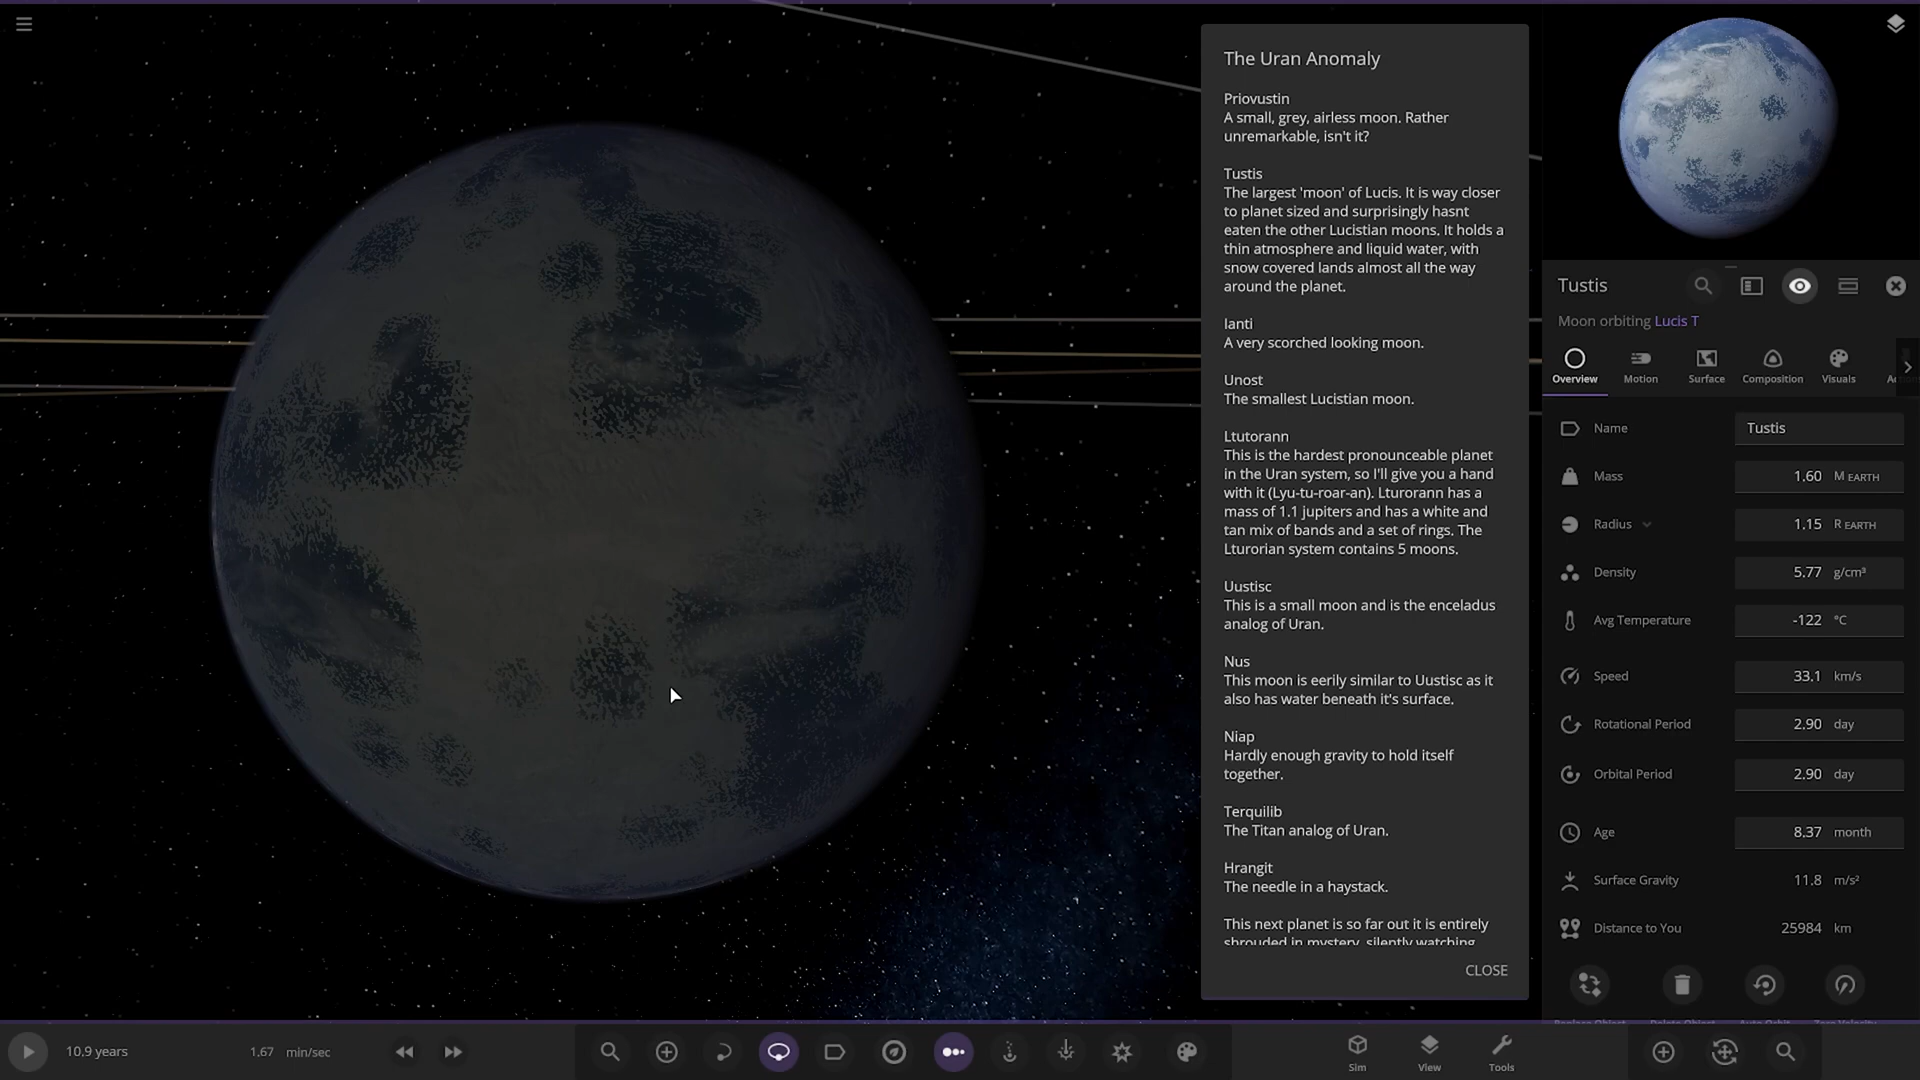 The Uran Anomaly
Priovustin
A small, grey, airless moon. Rather
unremarkable, isn't it?
Tustis
The largest 'moon' of Lucis. It is way closer
to planet sized and surprisingly hasnt
eaten the other Lucistian moons. It holds a
thin atmosphere and liquid water, with
snow covered lands almost all the way
around the planet.
Ianti
A very scorched looking moon.
Unost
The smallest Lucistian moon.
Ltutorann
This is the hardest pronounceable planet
in the Uran system, so I'll give you a hand
with it (Lyu-tu-roar-an). Lturorann has a
mass of 1.1 jupiters and has a white and
tan mix of bands and a set of rings. The
Lturorian system contains 5 moons.
Uustisc
This is a small moon and is the enceladus
analog of Uran.
Nus
This moon is eerily similar to Uustisc as it
also has water beneath it's surface.
Niap
Hardly enough gravity to hold itself
together.
Terquilib
The Titan analog of Uran.
Hrangit
The needle in a haystack.
This next planet is so far out it is entirely
shrouded in mystery, silently watching
CLOSE
Tustis
Moon orbiting Lucis T
Overview
Motion
Surface
Composition
Visuals
Name Tustis
Mass 1.60 M EARTH
Radius 1.15 R EARTH
Density 5.77 g/cm³
Avg Temperature -122 °C
Speed 33.1 km/s
Rotational Period 2.90 day
Orbital Period 2.90 day
Age 8.37 month
Surface Gravity 11.8 m/s²
Distance to You 25984 km
10.9 years
1.67 min/sec
Sim
View
Tools